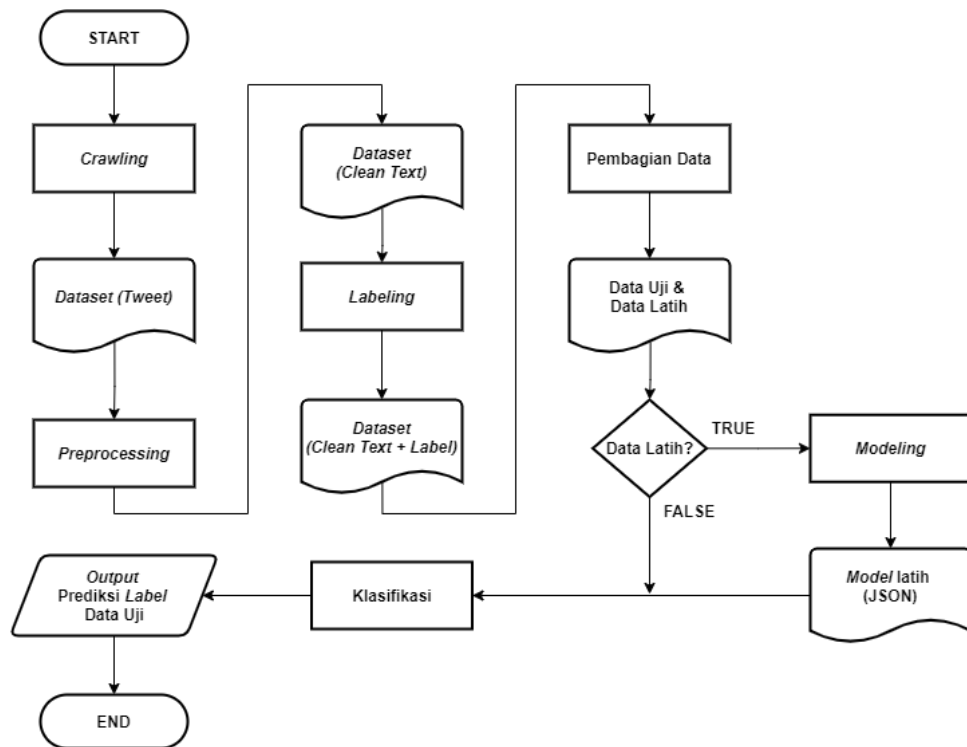 START
Crawling
Dataset (Tweet)
Preprocessing
Dataset
(Clean Text)
Labeling
Dataset
(Clean Text + Label)
Pembagian Data
Data Uji &
Data Latih
Data Latih?
TRUE
FALSE
Modeling
Model latih
(JSON)
Klasifikasi
Output
Prediksi Label
Data Uji
END